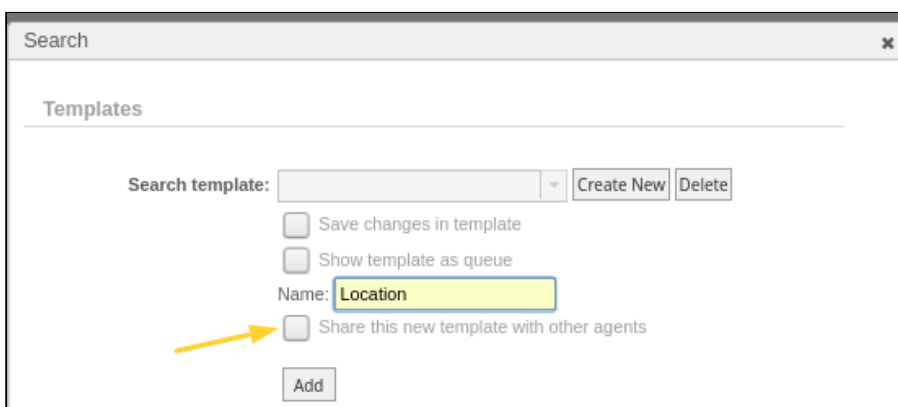 Search
Templates
Search template: Create New Delete
Save changes in template
Show template as queue
Name: Location
Share this new template with other agents
Add